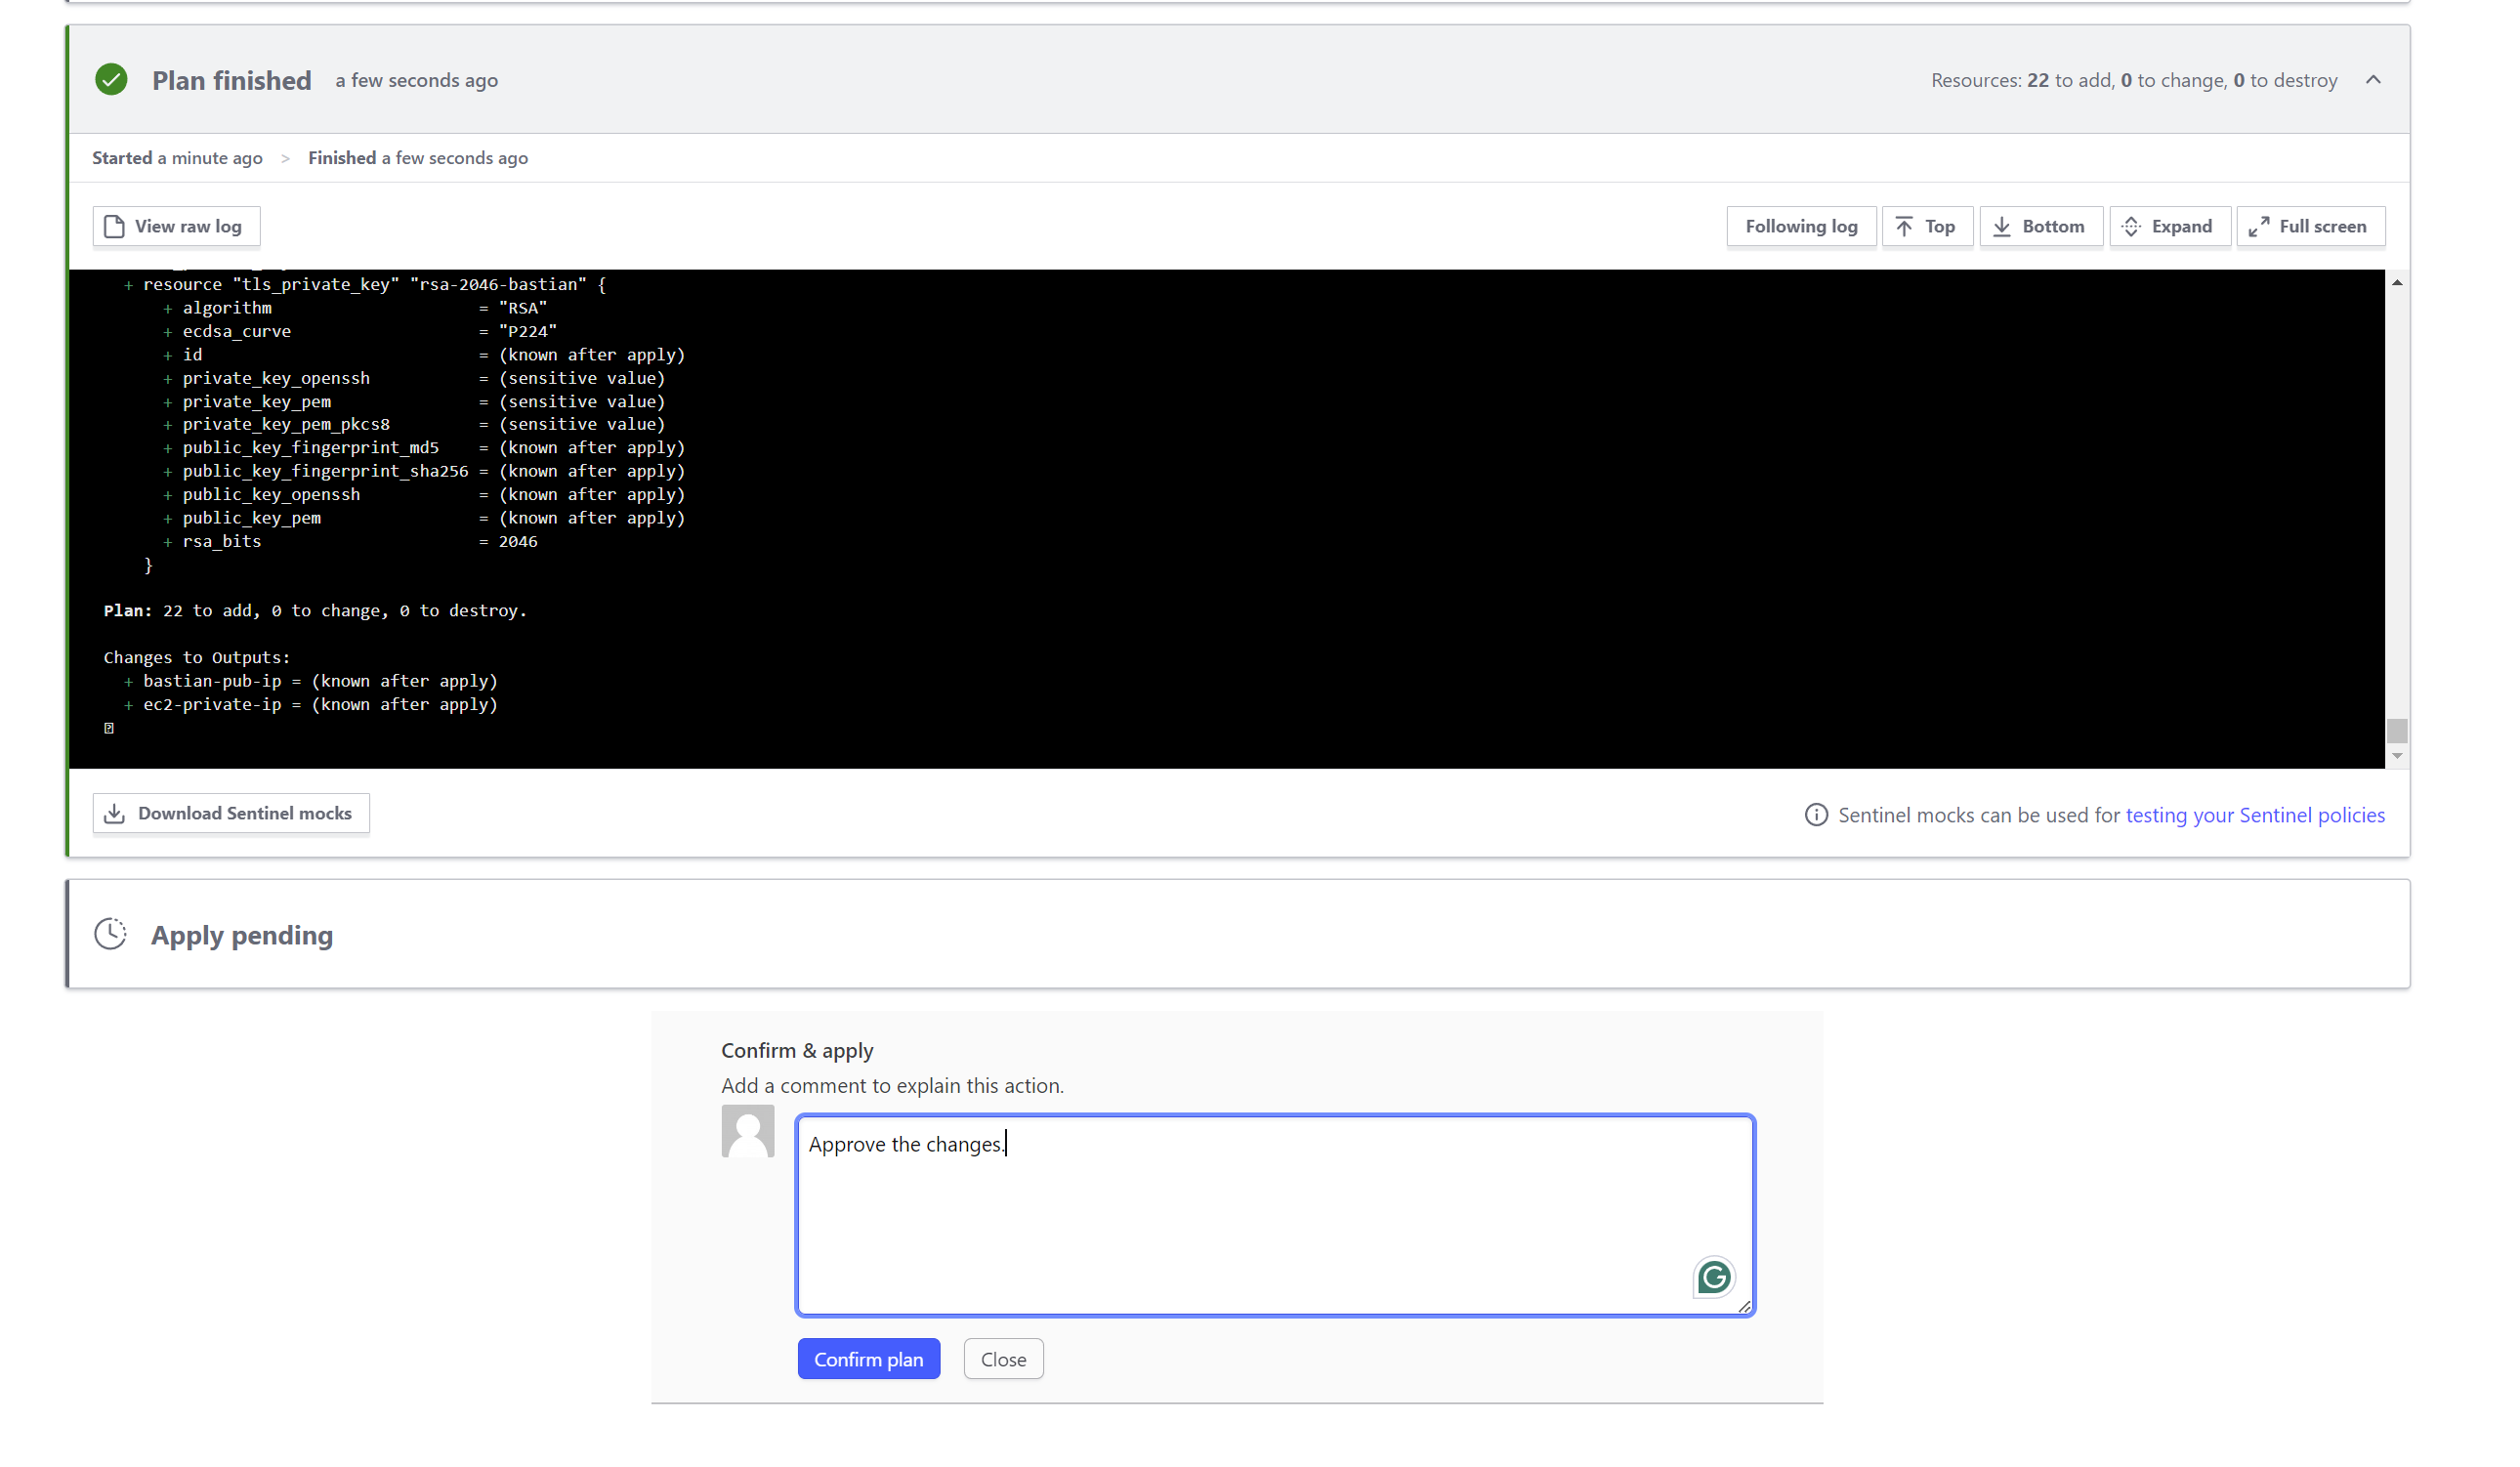 Plan finished a few seconds ago Resources: 22 to add, 0 to change, 0 to destroy
Started a minute ago > Finished a few seconds ago
View raw log Following log Top Bottom Expand Full screen
+ resource "tls_private_key" "rsa-2046-bastian" {
+ algorithm = "RSA"
+ ecdsa_curve = "P224"
+ id = (known after apply)
+ private_key_openssh = (sensitive value)
+ private_key_pem = (sensitive value)
+ private_key_pem_pkcs8 = (sensitive value)
+ public_key_fingerprint_md5 = (known after apply)
+ public_key_fingerprint_sha256 = (known after apply)
+ public_key_openssh = (known after apply)
+ public_key_pem = (known after apply)
+ rsa_bits = 2046
}
Plan: 22 to add, 0 to change, 0 to destroy.
Changes to Outputs:
+ bastian-pub-ip = (known after apply)
+ ec2-private-ip = (known after apply)
Download Sentinel mocks Sentinel mocks can be used for testing your Sentinel policies
Apply pending
Confirm & apply
Add a comment to explain this action.
Approve the changes.
Confirm plan Close